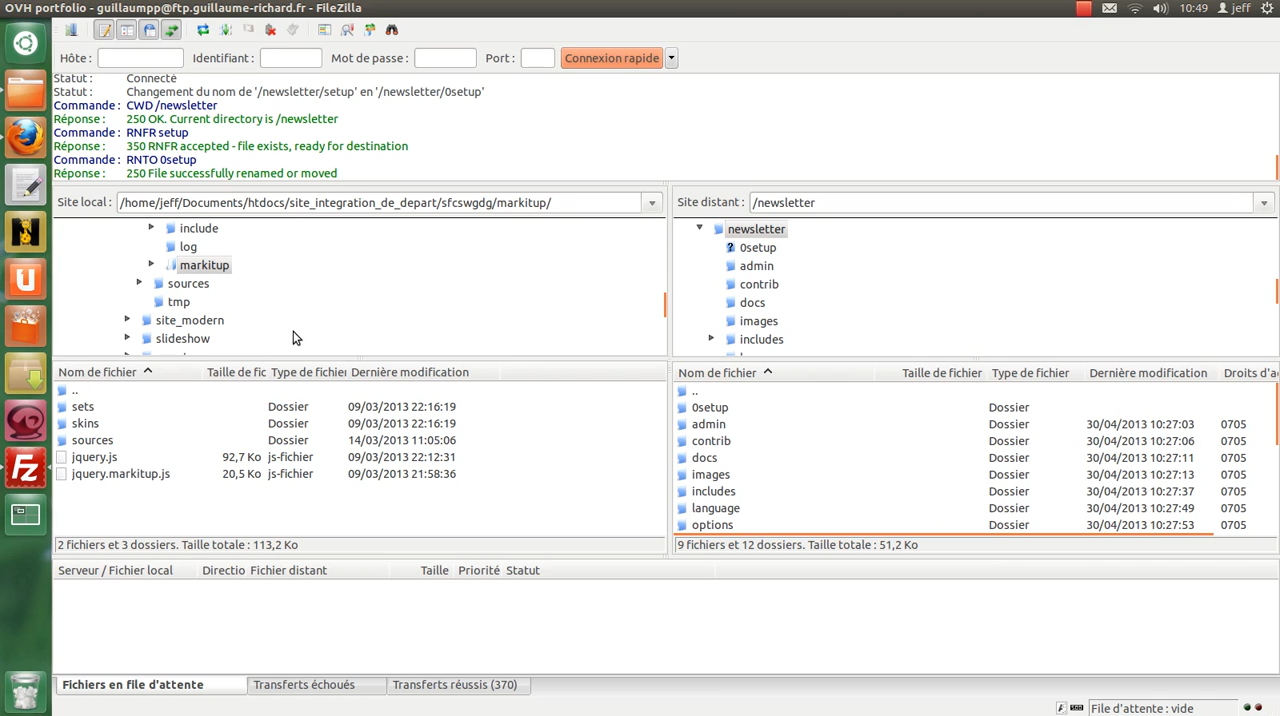 OVH portfolio - guillaumpp@ftp.guillaume-richard.fr - FileZilla
10:49 jeff
Hôte : Identifiant : Mot de passe : Port : Connexion rapide
Statut : Connecté
Statut : Changement du nom de '/newsletter/setup' en '/newsletter/0setup'
Commande : CWD /newsletter
Réponse : 250 OK. Current directory is /newsletter
Commande : RNFR setup
Réponse : 350 RNFR accepted - file exists, ready for destination
Commande : RNTO 0setup
Réponse : 250 File successfully renamed or moved
Site local : /home/jeff/Documents/htdocs/site_integration_de_depart/sfcswgdg/markitup/
include
log
markitup
sources
tmp
site_modern
slideshow
Site distant : /newsletter
newsletter
0setup
admin
contrib
docs
images
includes
Nom de fichier Taille de fic Type de fichier Dernière modification
..
sets Dossier 09/03/2013 22:16:19
skins Dossier 09/03/2013 22:16:19
sources Dossier 14/03/2013 11:05:06
jquery.js 92,7 Ko js-fichier 09/03/2013 22:12:31
jquery.markitup.js 20,5 Ko js-fichier 09/03/2013 21:58:36
2 fichiers et 3 dossiers. Taille totale : 113,2 Ko
Nom de fichier Taille de fichier Type de fichier Dernière modification Droits d'a
..
0setup Dossier
admin Dossier 30/04/2013 10:27:03 0705
contrib Dossier 30/04/2013 10:27:06 0705
docs Dossier 30/04/2013 10:27:11 0705
images Dossier 30/04/2013 10:27:13 0705
includes Dossier 30/04/2013 10:27:37 0705
language Dossier 30/04/2013 10:27:49 0705
options Dossier 30/04/2013 10:27:53 0705
9 fichiers et 12 dossiers. Taille totale : 51,2 Ko
Serveur / Fichier local Directio Fichier distant Taille Priorité Statut
Fichiers en file d'attente Transferts échoués Transferts réussis (370)
File d'attente : vide